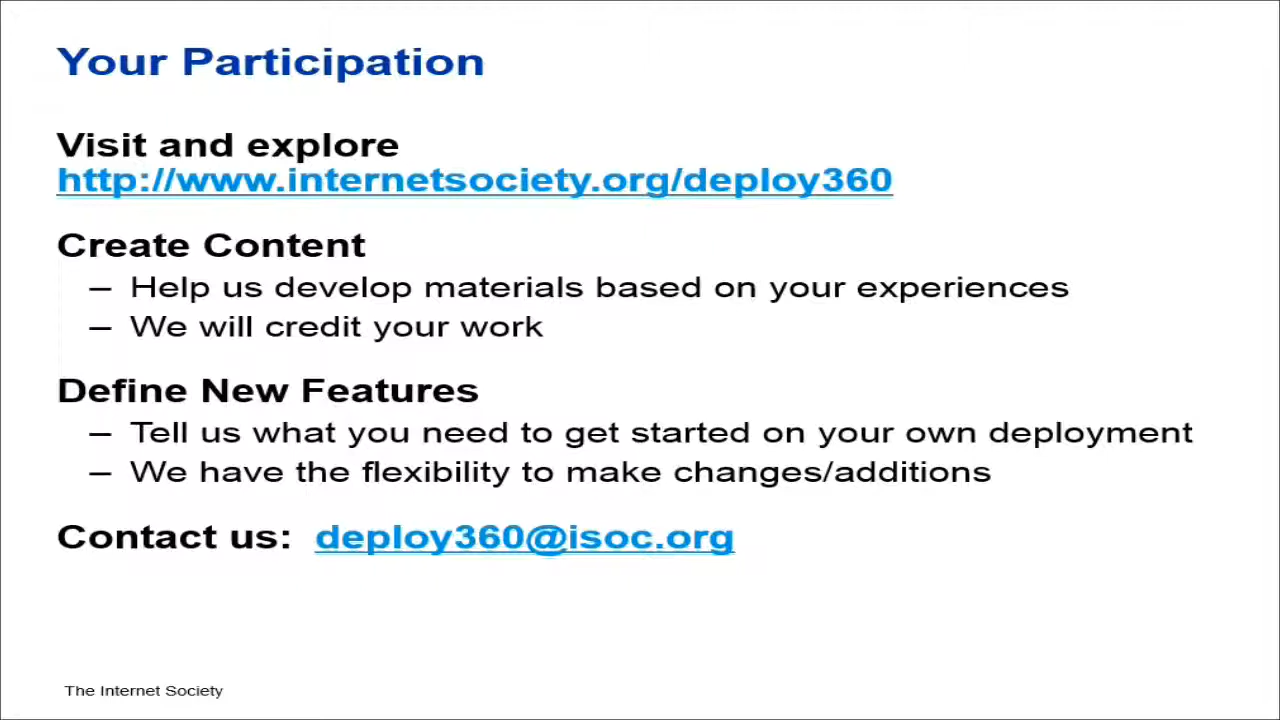 Your Participation
Visit and explore
http://www.internetsociety.org/deploy360
Create Content
– Help us develop materials based on your experiences
– We will credit your work
Define New Features
– Tell us what you need to get started on your own deployment
– We have the flexibility to make changes/additions
Contact us: deploy360@isoc.org
The Internet Society